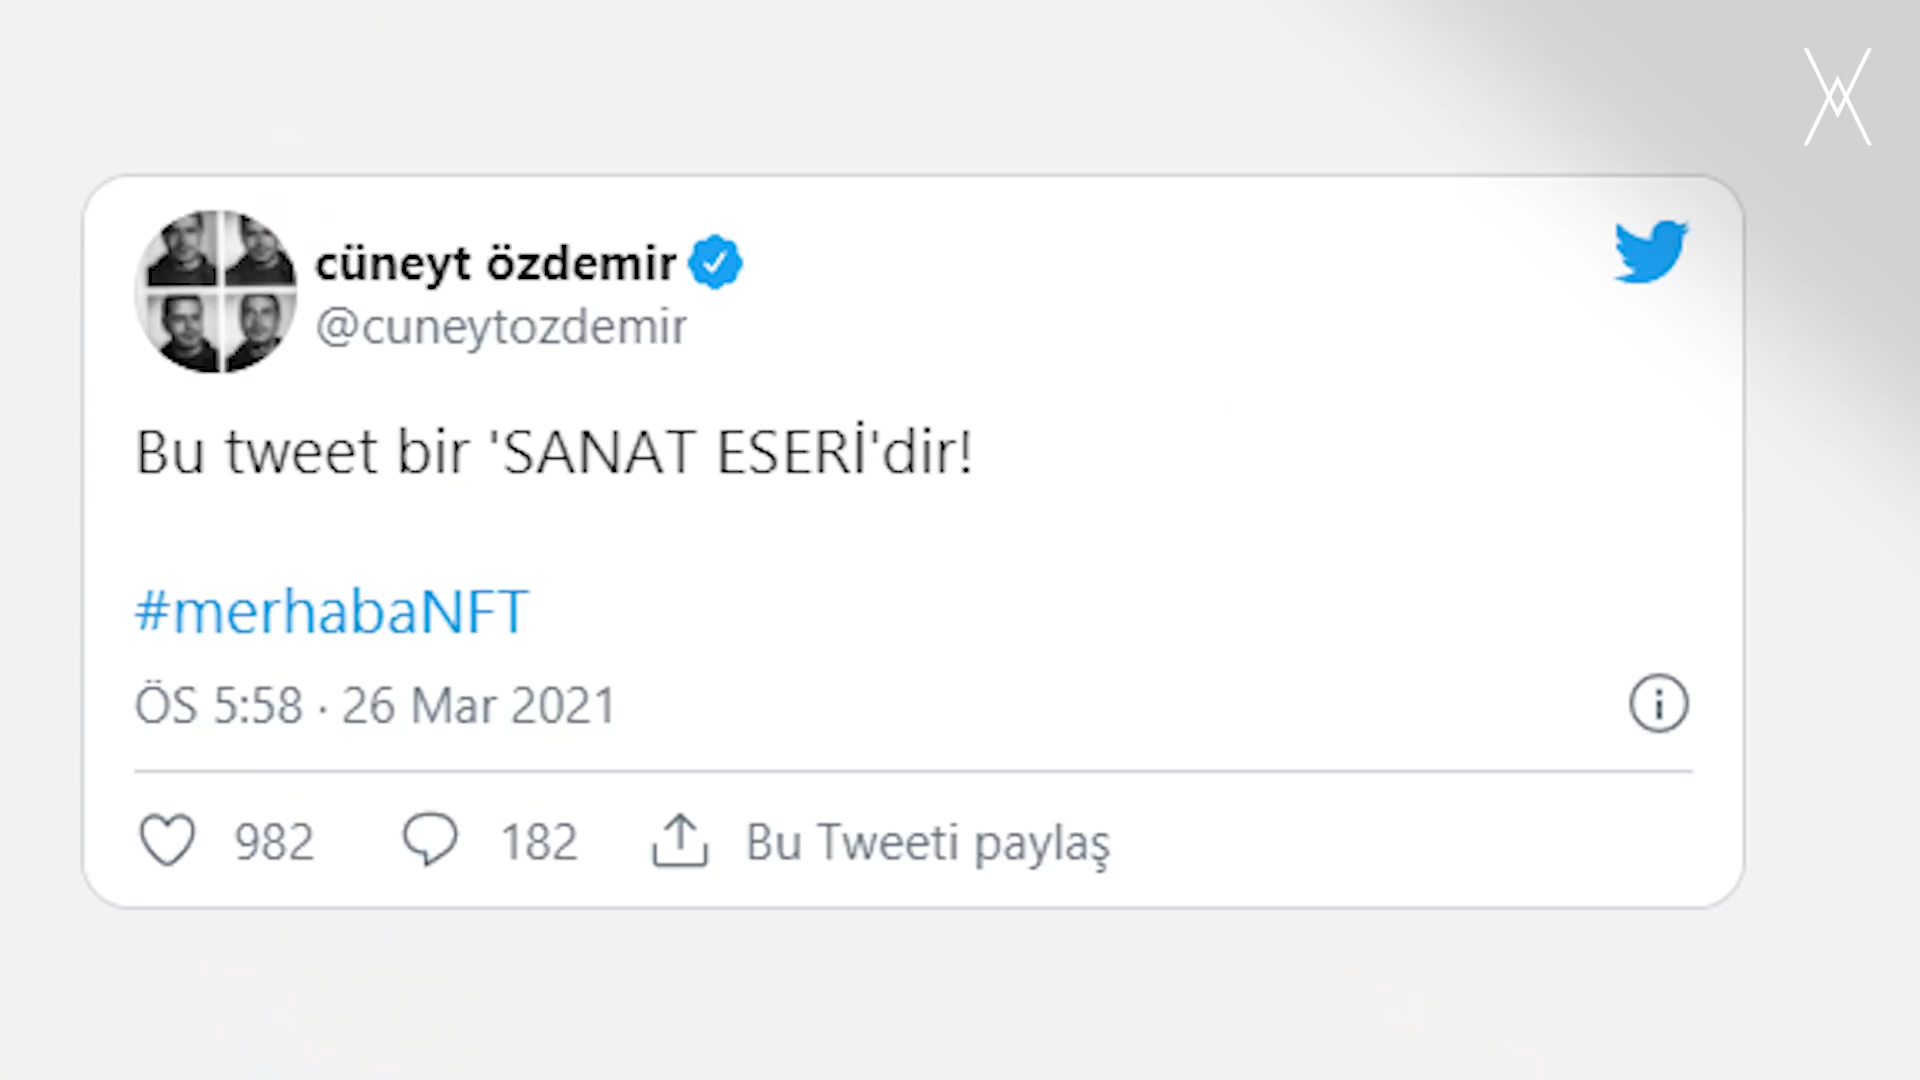 cüneyt özdemir
@cuneytozdemir
Bu tweet bir 'SANAT ESERİ'dir!
#merhabaNFT
ÖS 5:58 · 26 Mar 2021
982 182 Bu Tweeti paylaş